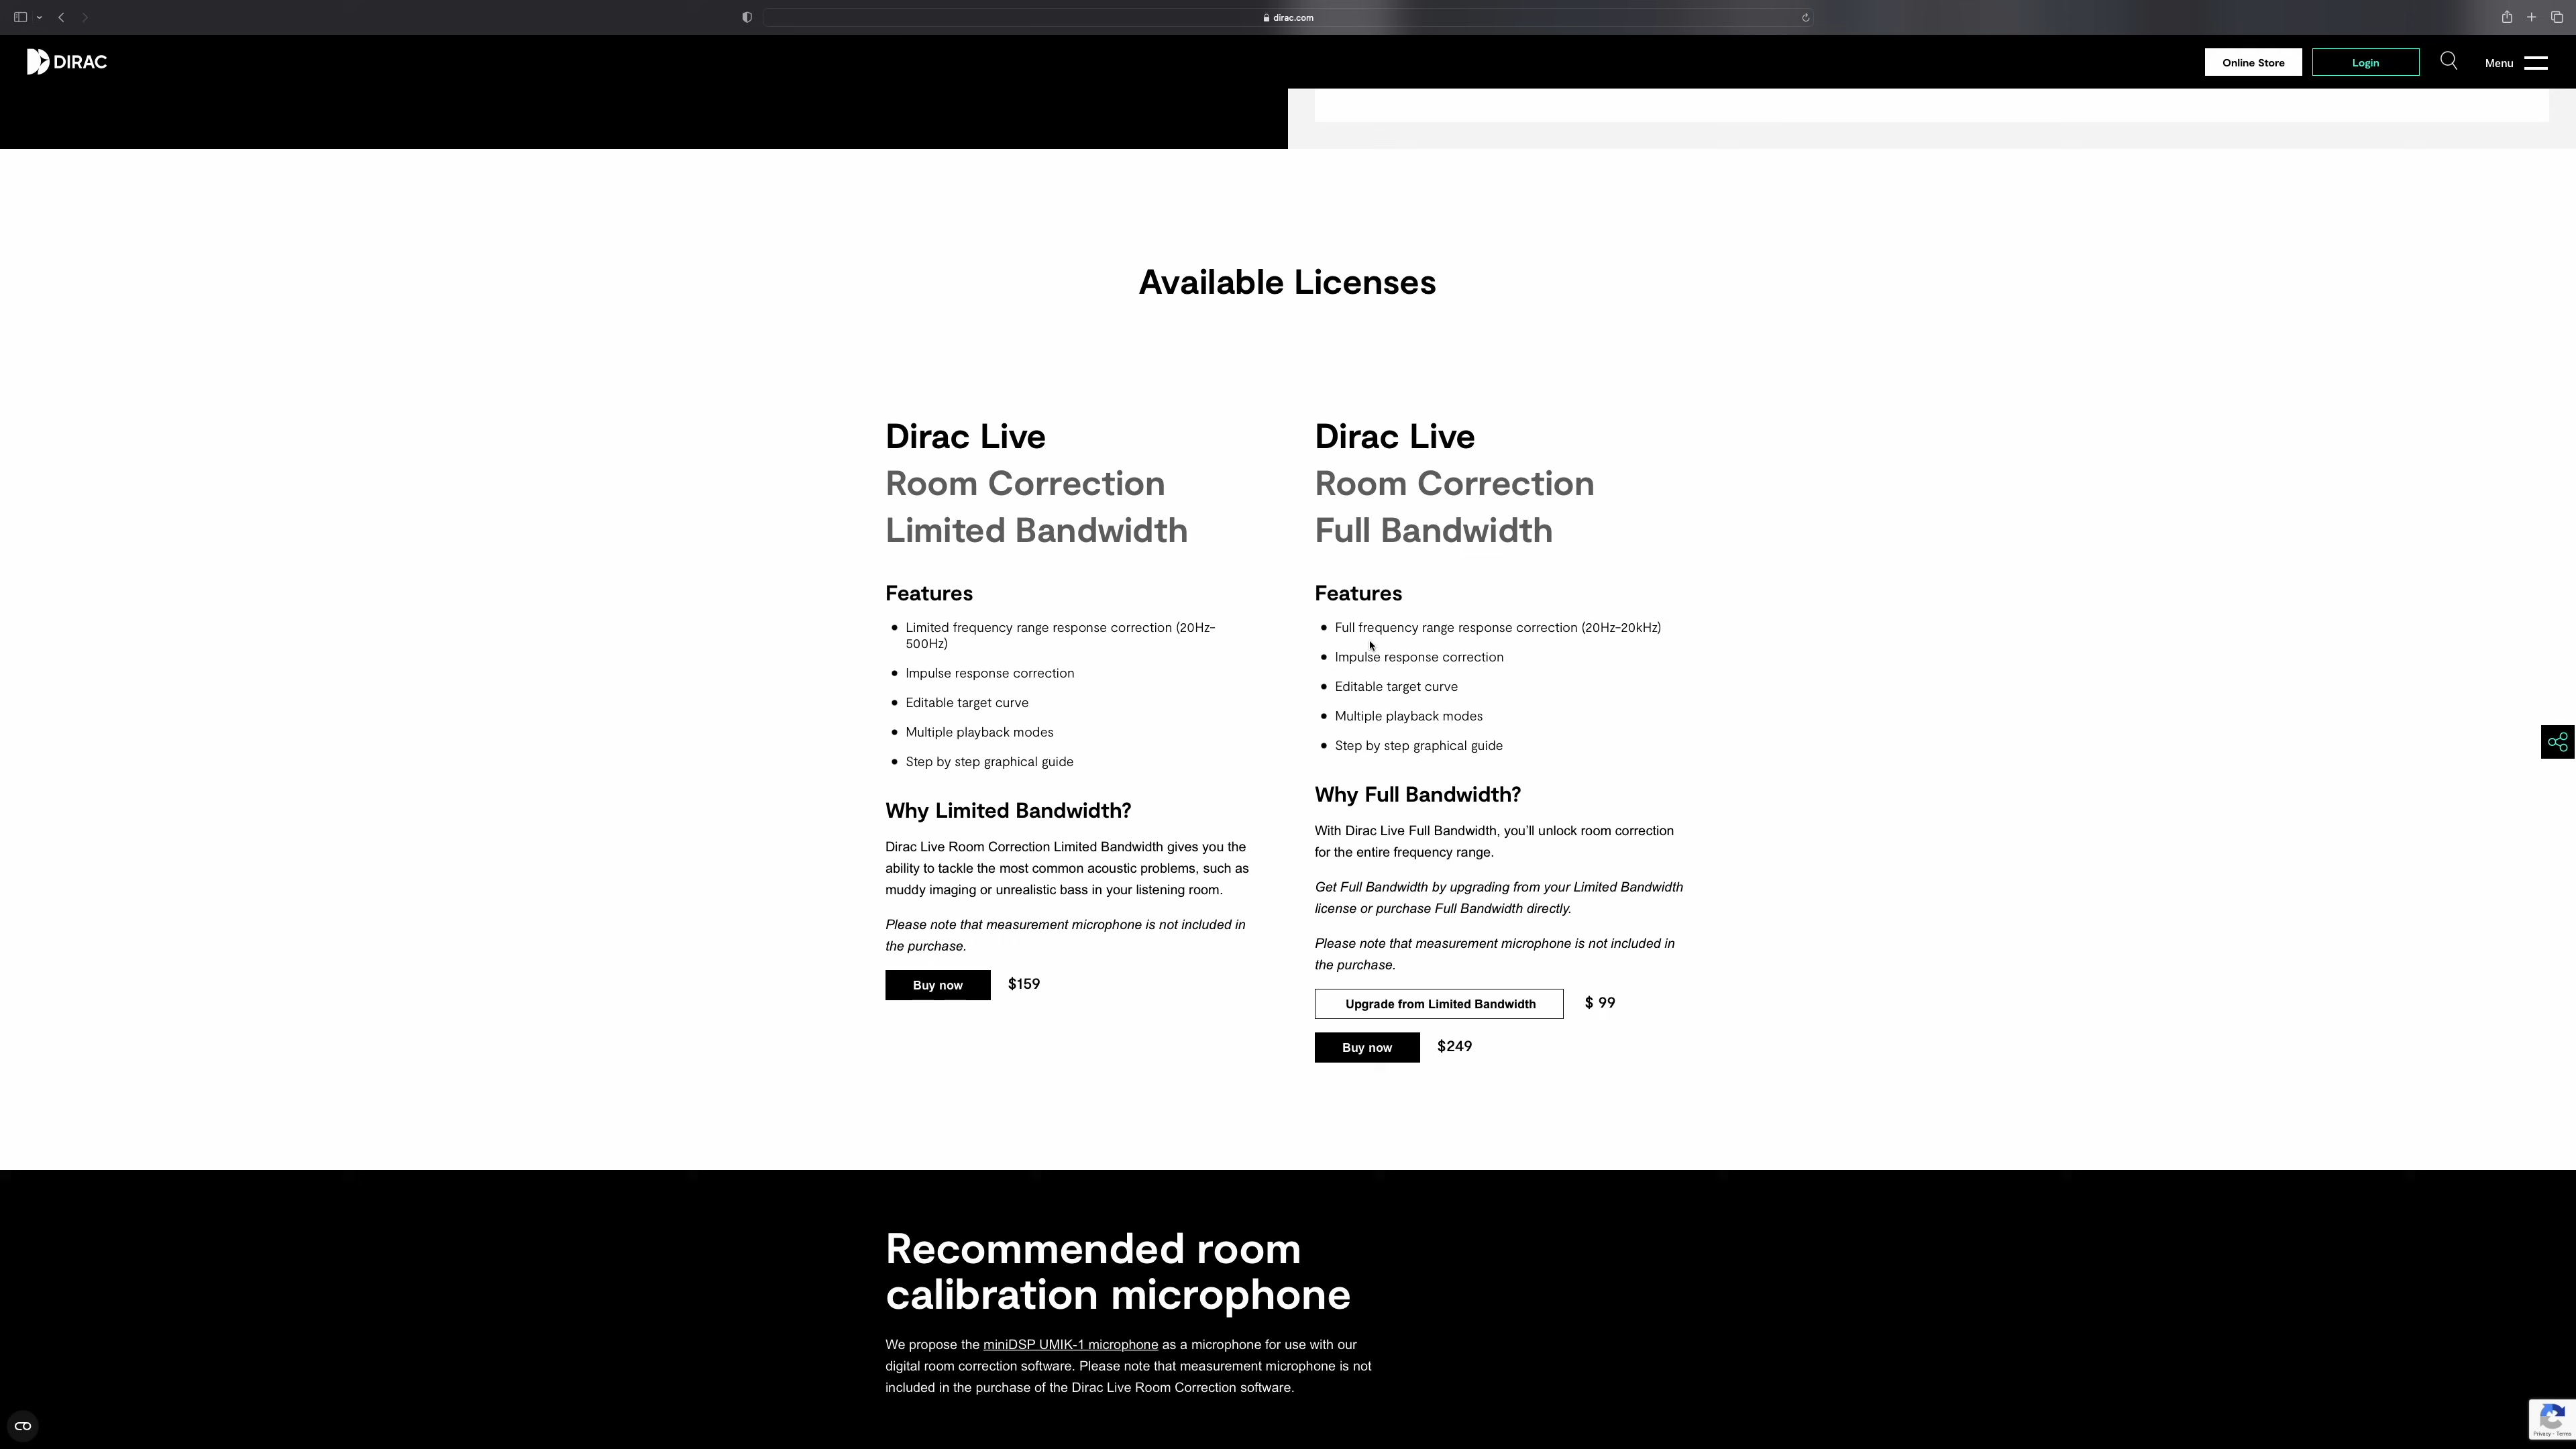 dirac.com
DIRAC
Online Store
Login
Menu
Available Licenses
Dirac Live
Room Correction
Limited Bandwidth
Features
Limited frequency range response correction (20Hz-
500Hz)
Impulse response correction
Editable target curve
Multiple playback modes
Step by step graphical guide
Why Limited Bandwidth?
Dirac Live Room Correction Limited Bandwidth gives you the
ability to tackle the most common acoustic problems, such as
muddy imaging or unrealistic bass in your listening room.
Please note that measurement microphone is not included in
the purchase.
Buy now $159
Dirac Live
Room Correction
Full Bandwidth
Features
Full frequency range response correction (20Hz-20kHz)
Impulse response correction
Editable target curve
Multiple playback modes
Step by step graphical guide
Why Full Bandwidth?
With Dirac Live Full Bandwidth, you’ll unlock room correction
for the entire frequency range.
Get Full Bandwidth by upgrading from your Limited Bandwidth
license or purchase Full Bandwidth directly.
Please note that measurement microphone is not included in
the purchase.
Upgrade from Limited Bandwidth $ 99
Buy now $249
Recommended room
calibration microphone
We propose the miniDSP UMIK-1 microphone as a microphone for use with our
digital room correction software. Please note that measurement microphone is not
included in the purchase of the Dirac Live Room Correction software.
Privacy - Terms